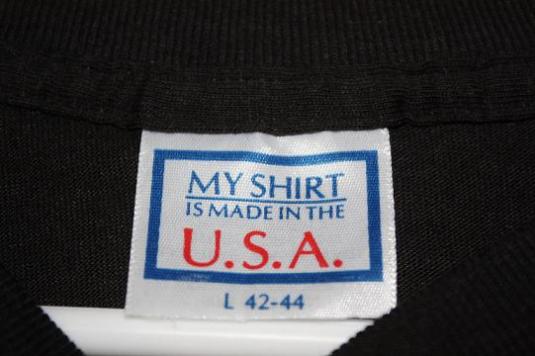 MY SHIRT
IS MADE IN THE
U.S.A.
L 42-44